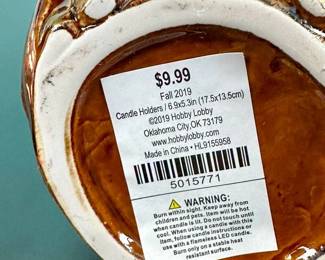 $9.99
Fall 2019
Candle Holders / 6.9x5.3in (17.5x13.5cm)
©2019 Hobby Lobby
Oklahoma City,OK 73179
www.hobbylobby.com
Made in China • HL9155958
5015771
WARNING:
Burn within sight. Keep away from
children and pets. Item will be hot
when candle is lit. Do not touch until
cool. When using a candle with this
item, follow candle instructions or
use with a flameless LED candle.
Burn only on a stable heat
resistant surface.